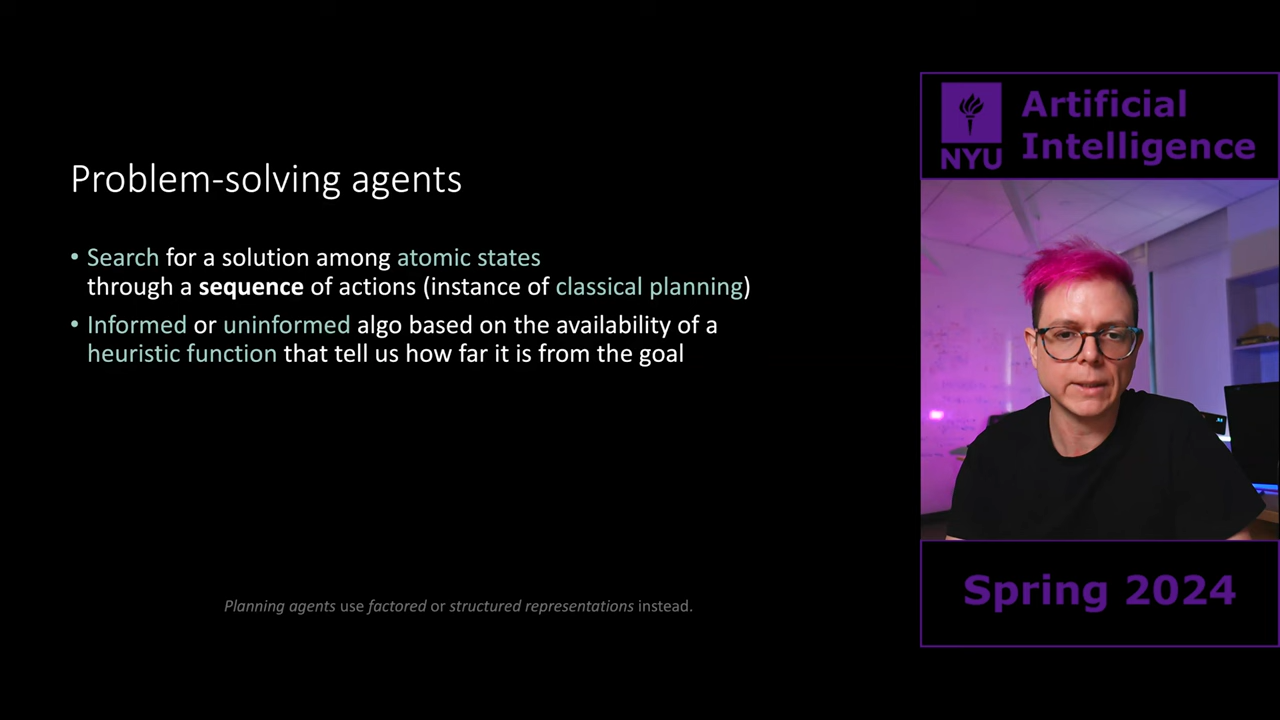 Problem-solving agents
• Search for a solution among atomic states
through a sequence of actions (instance of classical planning)
• Informed or uninformed algo based on the availability of a
heuristic function that tell us how far it is from the goal
Planning agents use factored or structured representations instead.
NYU
Artificial
Intelligence
Spring 2024